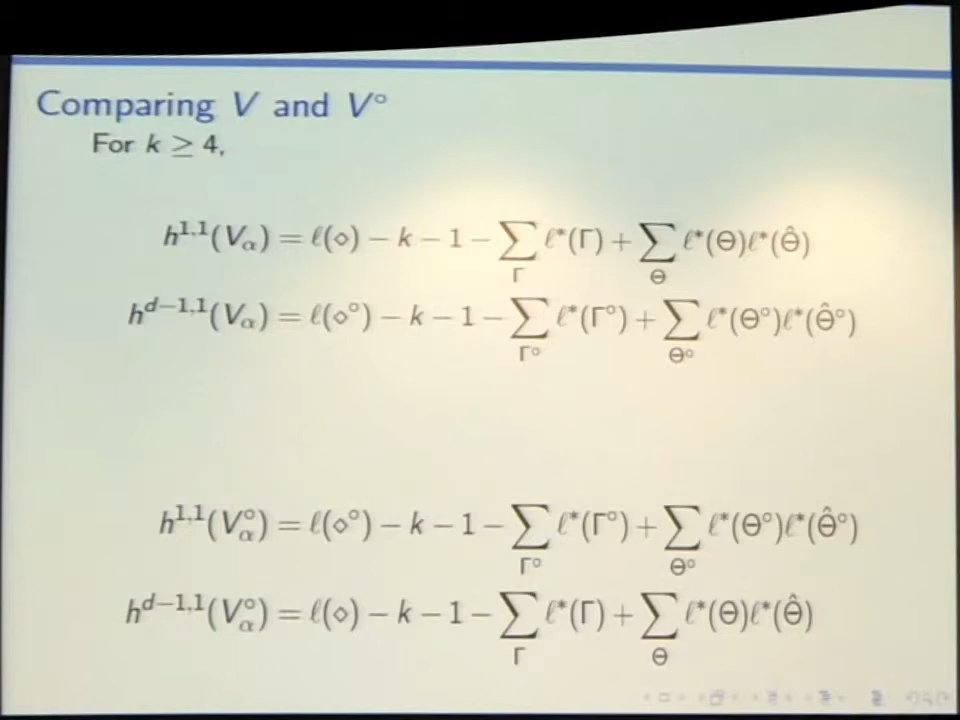 Comparing V and V°
For k ≥ 4,
h^{1,1}(V_α) = ℓ(⋄) − k − 1 − ∑_Γ ℓ*(Γ) + ∑_Θ ℓ*(Θ)ℓ*(Θ̂)
h^{d−1,1}(V_α) = ℓ(⋄°) − k − 1 − ∑_{Γ°} ℓ*(Γ°) + ∑_{Θ°} ℓ*(Θ°)ℓ*(Θ̂°)
h^{1,1}(V°_α) = ℓ(⋄°) − k − 1 − ∑_{Γ°} ℓ*(Γ°) + ∑_{Θ°} ℓ*(Θ°)ℓ*(Θ̂°)
h^{d−1,1}(V°_α) = ℓ(⋄) − k − 1 − ∑_Γ ℓ*(Γ) + ∑_Θ ℓ*(Θ)ℓ*(Θ̂)